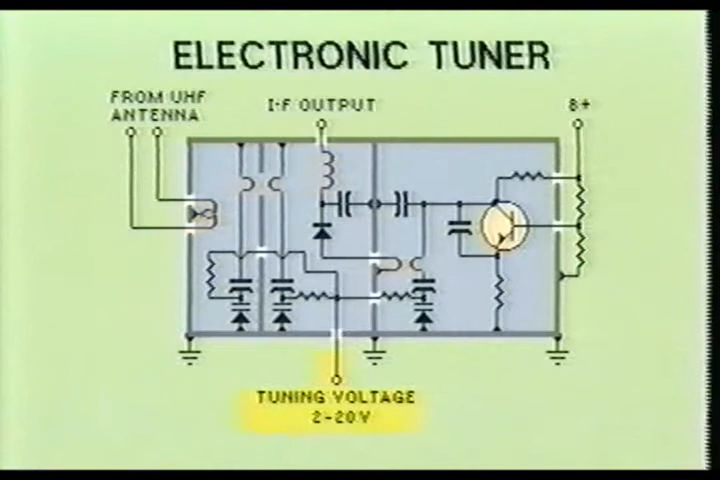 ELECTRONIC TUNER
FROM UHF
ANTENNA
I-F OUTPUT
B+
TUNING VOLTAGE
2-20V